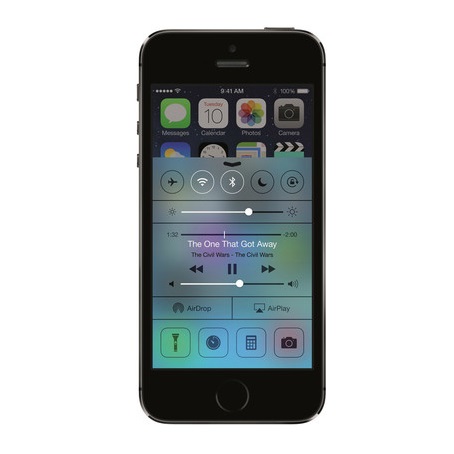 9:41 AM
100%
Tuesday
10
Messages Calendar Photos Camera
1:32 -2:00
The One That Got Away
The Civil Wars - The Civil Wars
AirDrop AirPlay